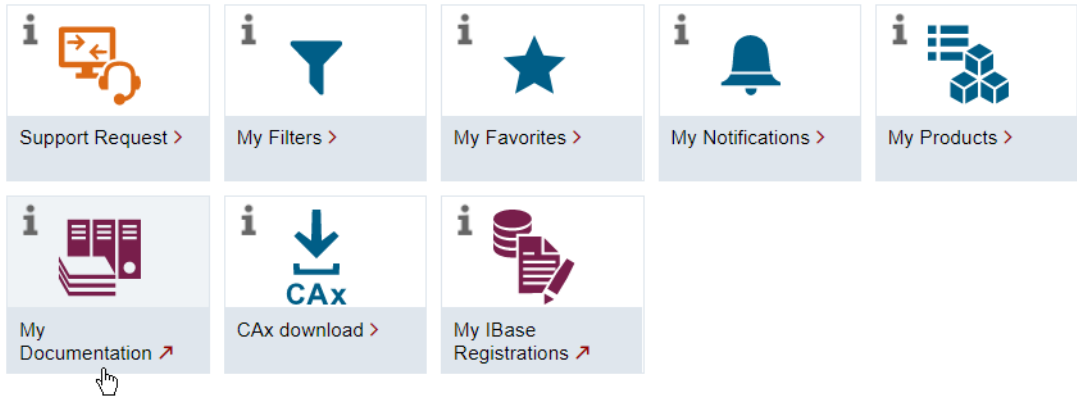 Support Request >
My Filters >
My Favorites >
My Notifications >
My Products >
My
Documentation ↗
CAx
CAx download >
My IBase
Registrations ↗